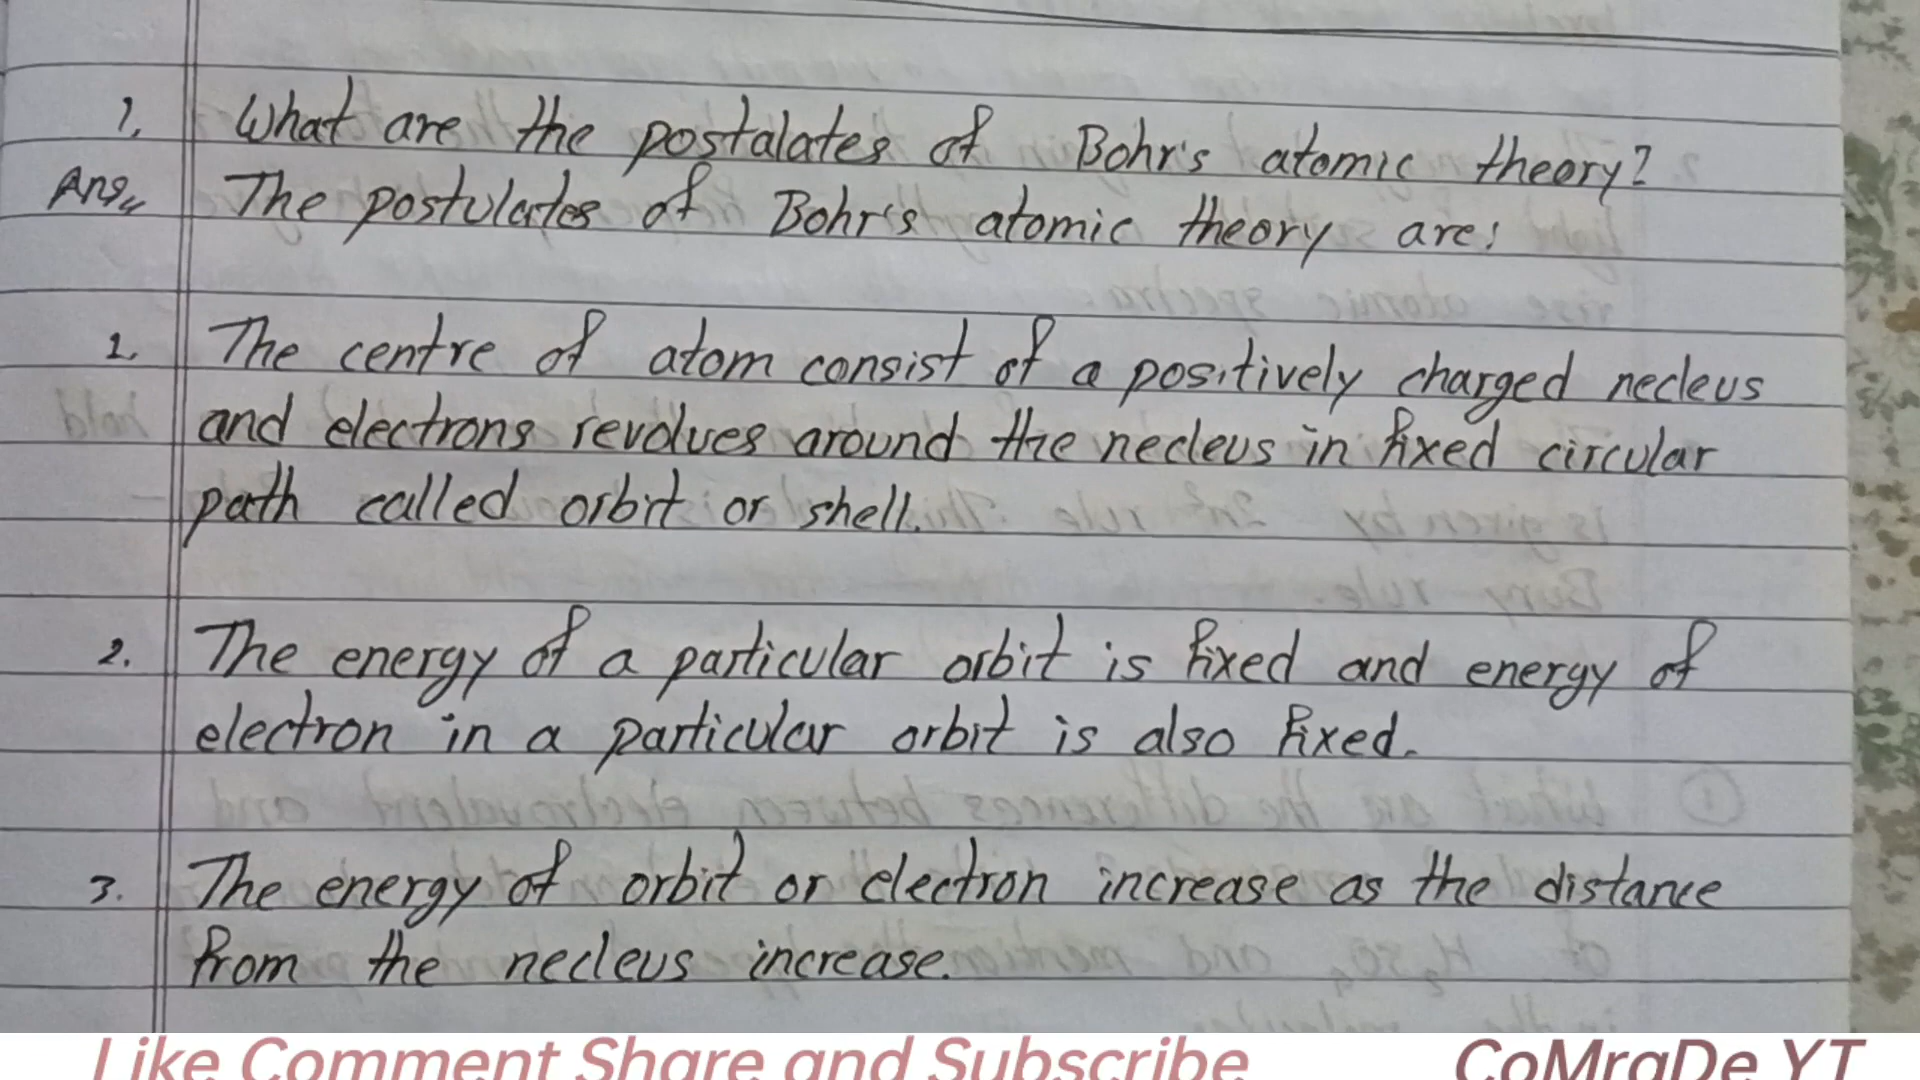 1. What are the postalates of Bohr's atomic theory?
Ans, The postulates of Bohr's atomic theory are:
1. The centre of atom consist of a positively charged necleus
and electrons revolves around the necleus in fixed circular
path called orbit or shell.
2. The energy of a particular orbit is fixed and energy of
electron in a particular orbit is also fixed.
3. The energy of orbit or electron increase as the distance
from the necleus increase.
Like Comment Share and Subscribe CoMraDe YT